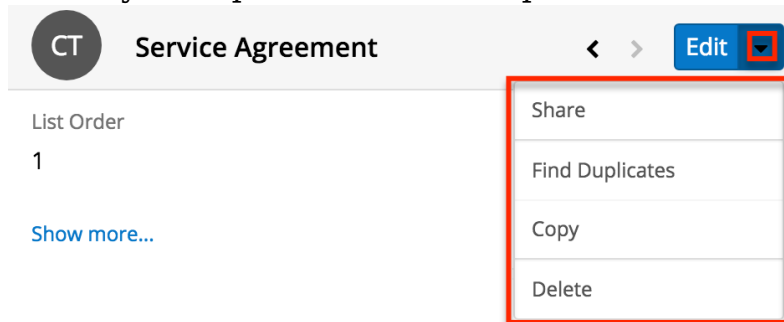 CT
Service Agreement
Edit
List Order
1
Show more...
Share
Find Duplicates
Copy
Delete